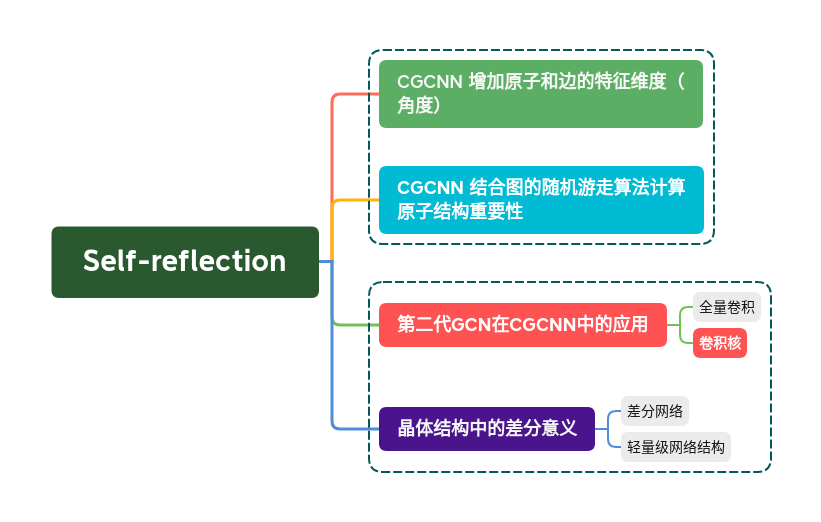 CGCNN 增加原子和边的特征维度（
角度）
CGCNN 结合图的随机游走算法计算
原子结构重要性
Self-reflection
第二代GCN在CGCNN中的应用
全量卷积
卷积核
晶体结构中的差分意义
差分网络
轻量级网络结构